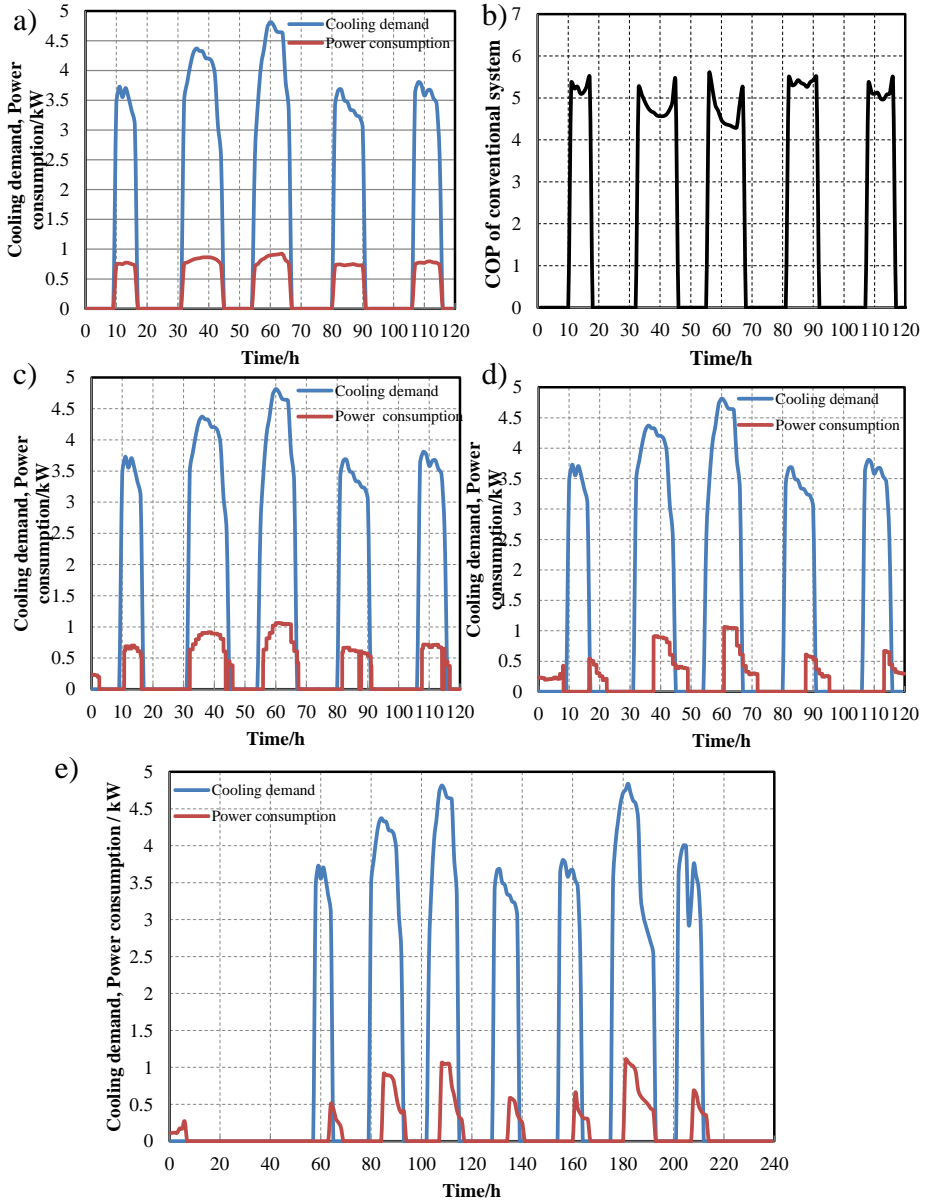 a)
5
4.5
4
3.5
3
2.5
2
1.5
1
0.5
0
Cooling demand, Power
consumption/kW
Cooling demand
Power consumption
0 10 20 30 40 50 60 70 80 90 100 110 120
Time/h
b)
7
6
5
4
3
2
1
0
COP of conventional system
0 10 20 30 40 50 60 70 80 90 100 110 120
Time/h
c)
5
4.5
4
3.5
3
2.5
2
1.5
1
0.5
0
Cooling demand, Power
consumption/kW
Cooling demand
Power consumption
0 10 20 30 40 50 60 70 80 90 100 110 120
Time/h
d)
5
4.5
4
3.5
3
2.5
2
1.5
1
0.5
0
Cooling demand, Power
consumption/kW
Cooling demand
Power consumption
0 10 20 30 40 50 60 70 80 90 100 110 120
Time/h
e)
5
4.5
4
3.5
3
2.5
2
1.5
1
0.5
0
Cooling demand, Power consumption / kW
Cooling demand
Power consumption
0 20 40 60 80 100 120 140 160 180 200 220 240
Time/h